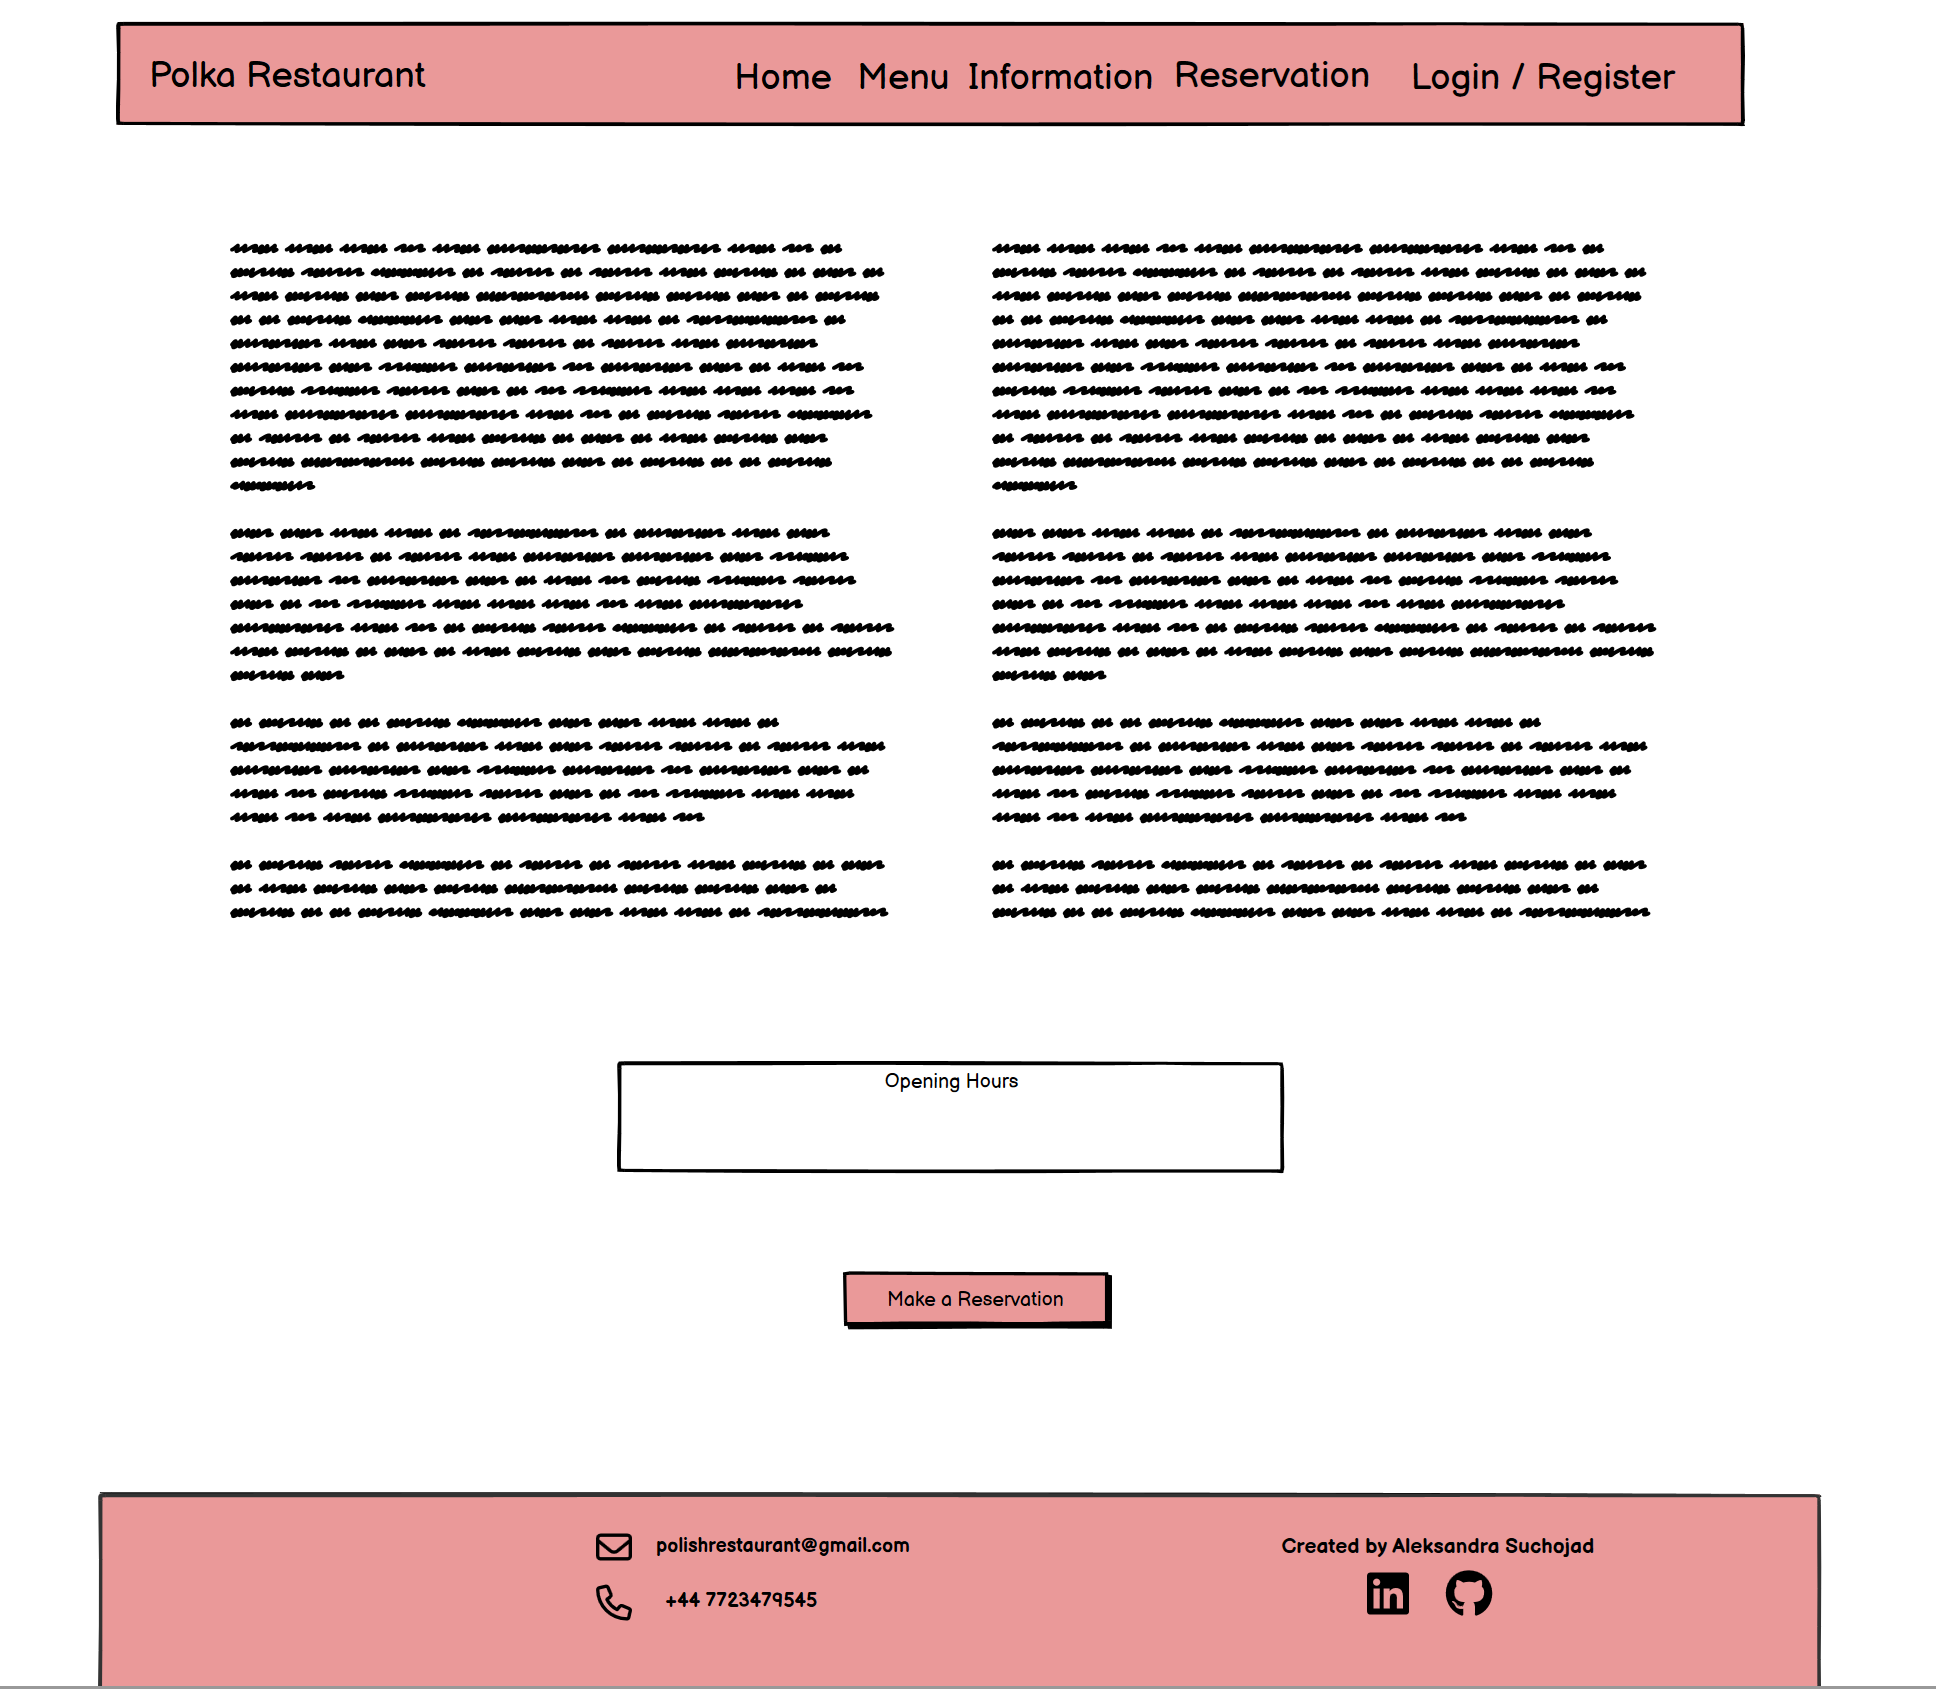 Polka Restaurant
Home Menu Information Reservation Login / Register
Opening Hours
Make a Reservation
polishrestaurant@gmail.com
+44 7723479545
Created by Aleksandra Suchojad
in